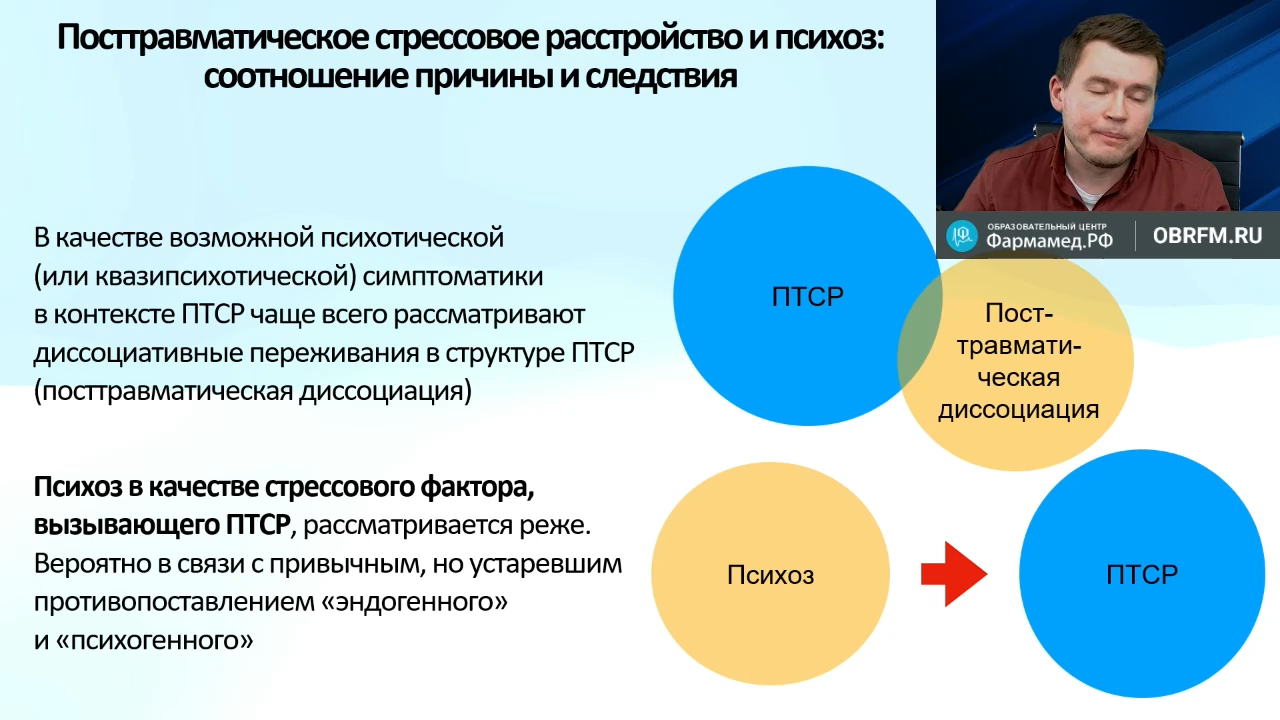 Посттравматическое стрессовое расстройство и психоз:
соотношение причины и следствия
ОБРАЗОВАТЕЛЬНЫЙ ЦЕНТР
Фармамед.РФ
OBRFM.RU
В качестве возможной психотической
(или квазипсихотической) симптоматики
в контексте ПТСР чаще всего рассматривают
диссоциативные переживания в структуре ПТСР
(посттравматическая диссоциация)
ПТСР
Пост-
травмати-
ческая
диссоциация
Психоз в качестве стрессового фактора,
вызывающего ПТСР, рассматривается реже.
Вероятно в связи с привычным, но устаревшим
противопоставлением «эндогенного»
и «психогенного»
Психоз
ПТСР